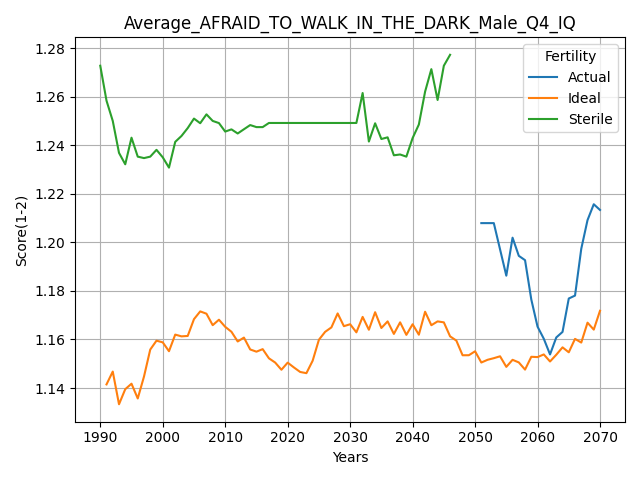 Average_AFRAID_TO_WALK_IN_THE_DARK_Male_Q4_IQ
Fertility
Actual
Ideal
Sterile
Score(1-2)
1.28
1.26
1.24
1.22
1.20
1.18
1.16
1.14
1990 2000 2010 2020 2030 2040 2050 2060 2070
Years